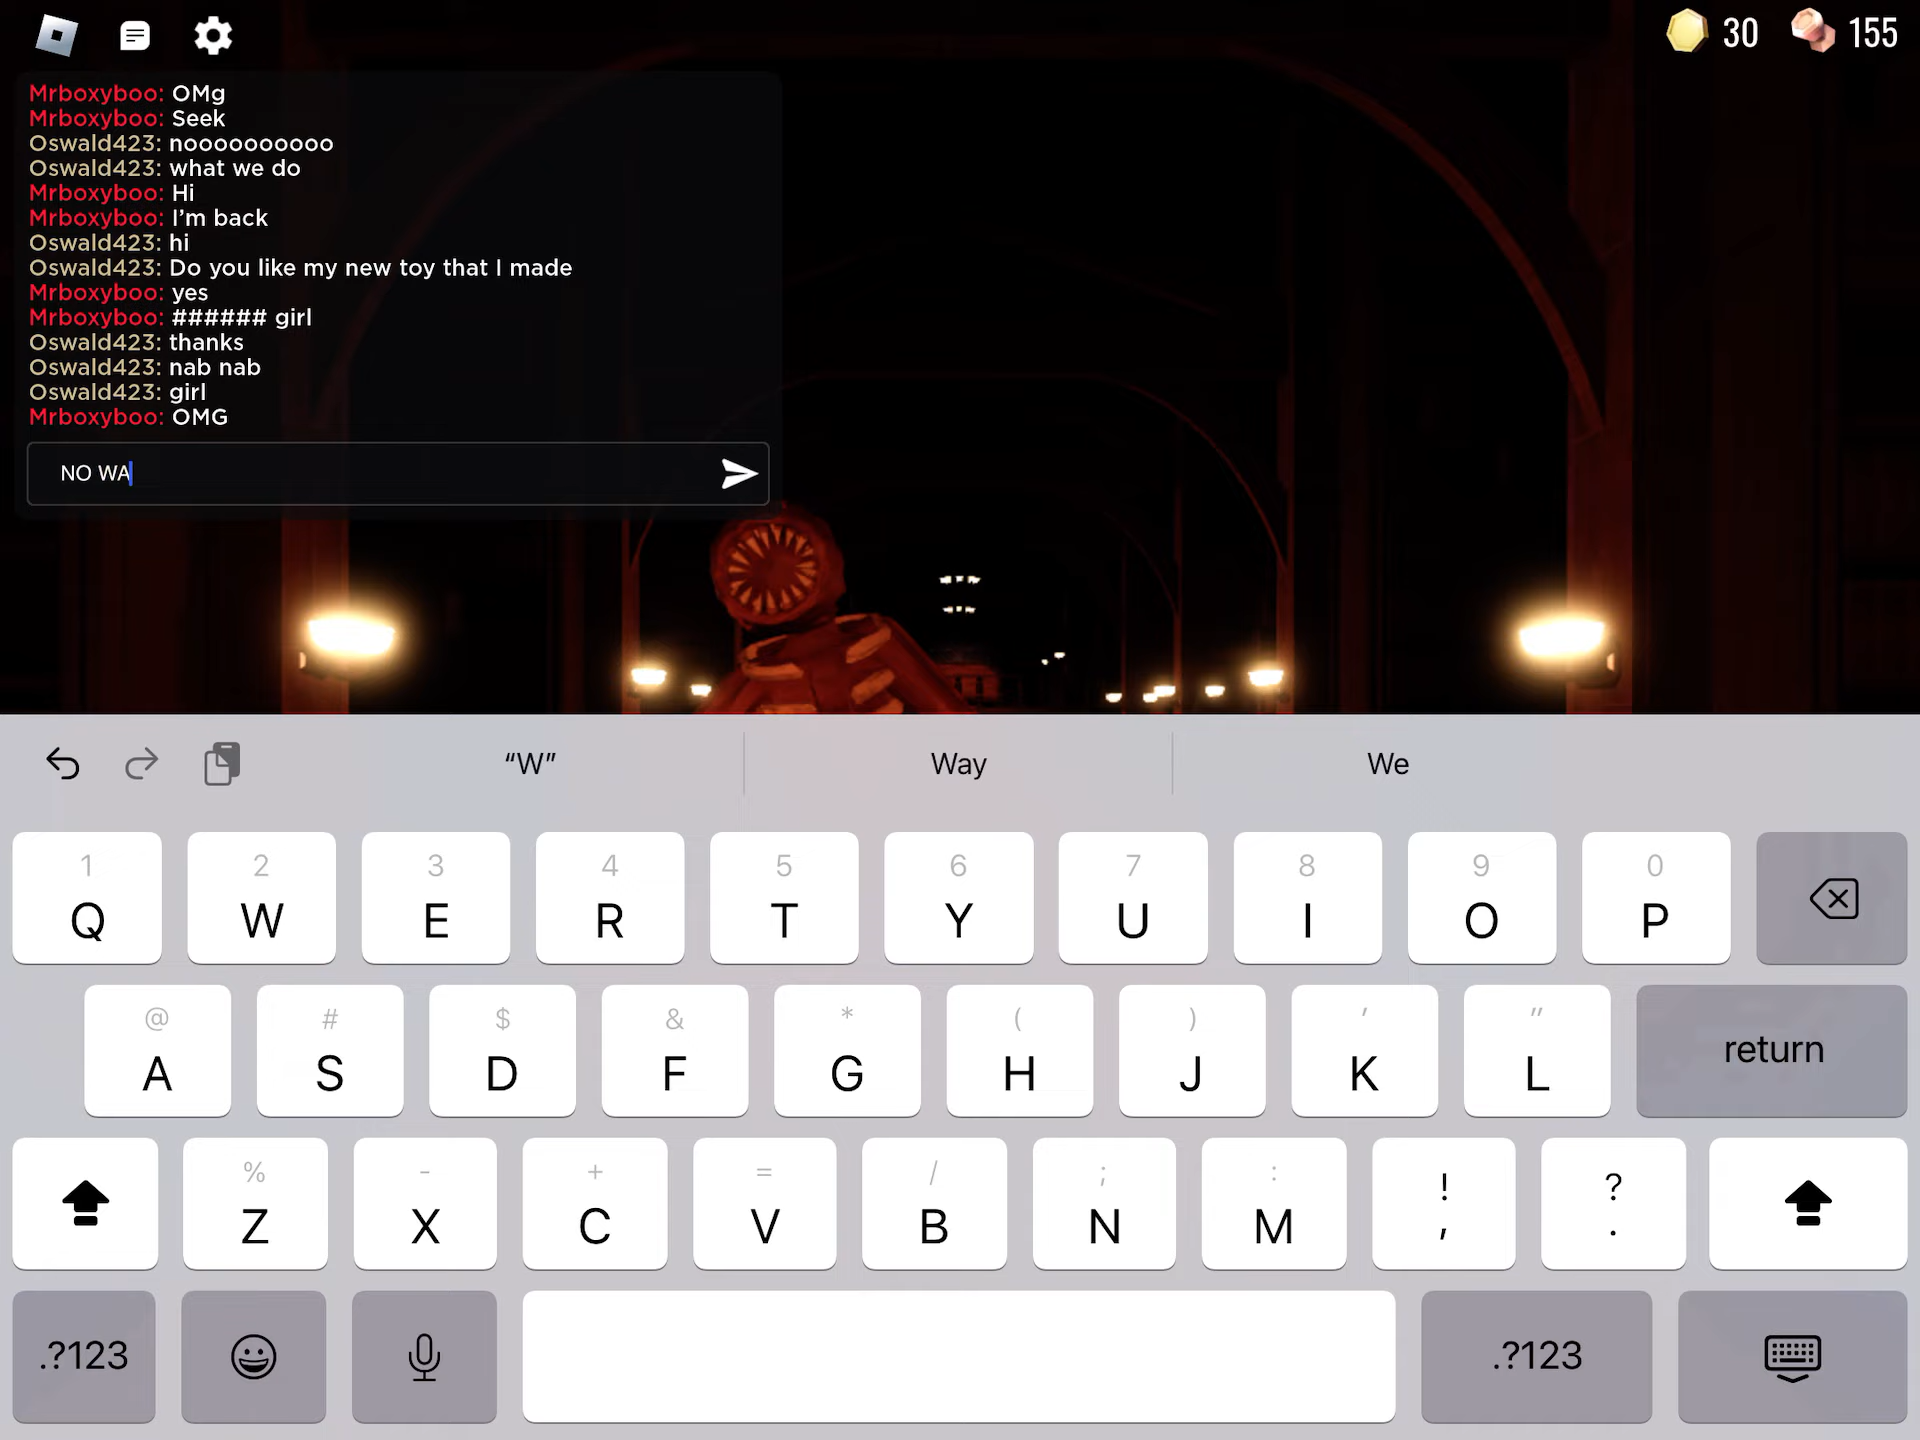 30 155
Mrboxyboo: OMg
Mrboxyboo: Seek
Oswald423: noooooooooo
Oswald423: what we do
Mrboxyboo: Hi
Mrboxyboo: I’m back
Oswald423: hi
Oswald423: Do you like my new toy that I made
Mrboxyboo: yes
Mrboxyboo: ###### girl
Oswald423: thanks
Oswald423: nab nab
Oswald423: girl
Mrboxyboo: OMG
NO WA
“W” Way We
1 2 3 4 5 6 7 8 9 0
Q W E R T Y U I O P
@ # $ & * ( ) ' "
A S D F G H J K L return
% - + = / ; : ! ?
Z X C V B N M , .
.?123 .?123